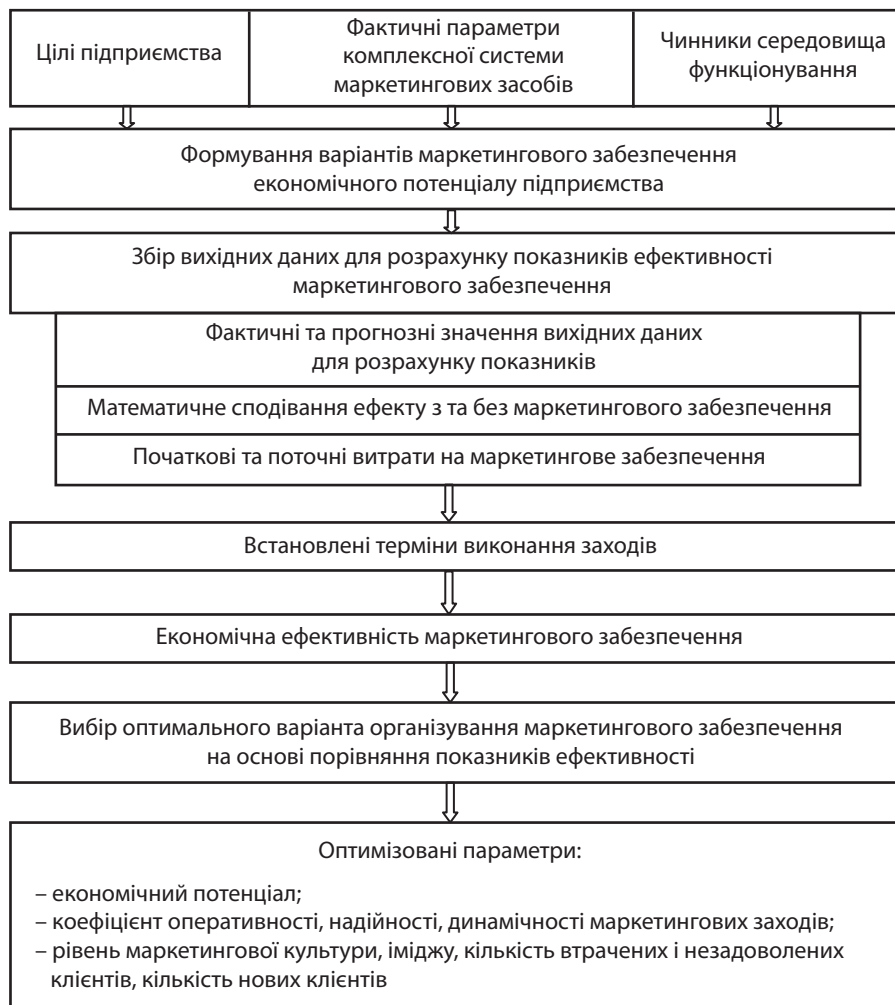 Цілі підприємства
Фактичні параметри
комплексної системи
маркетингових засобів
Чинники середовища
функціонування
Формування варіантів маркетингового забезпечення
економічного потенціалу підприємства
Збір вихідних даних для розрахунку показників ефективності
маркетингового забезпечення
Фактичні та прогнозні значення вихідних даних
для розрахунку показників
Математичне сподівання ефекту з та без маркетингового забезпечення
Початкові та поточні витрати на маркетингове забезпечення
Встановлені терміни виконання заходів
Економічна ефективність маркетингового забезпечення
Вибір оптимального варіанта організування маркетингового забезпечення
на основі порівняння показників ефективності
Оптимізовані параметри:
– економічний потенціал;
– коефіцієнт оперативності, надійності, динамічності маркетингових заходів;
– рівень маркетингової культури, іміджу, кількість втрачених і незадоволених
клієнтів, кількість нових клієнтів